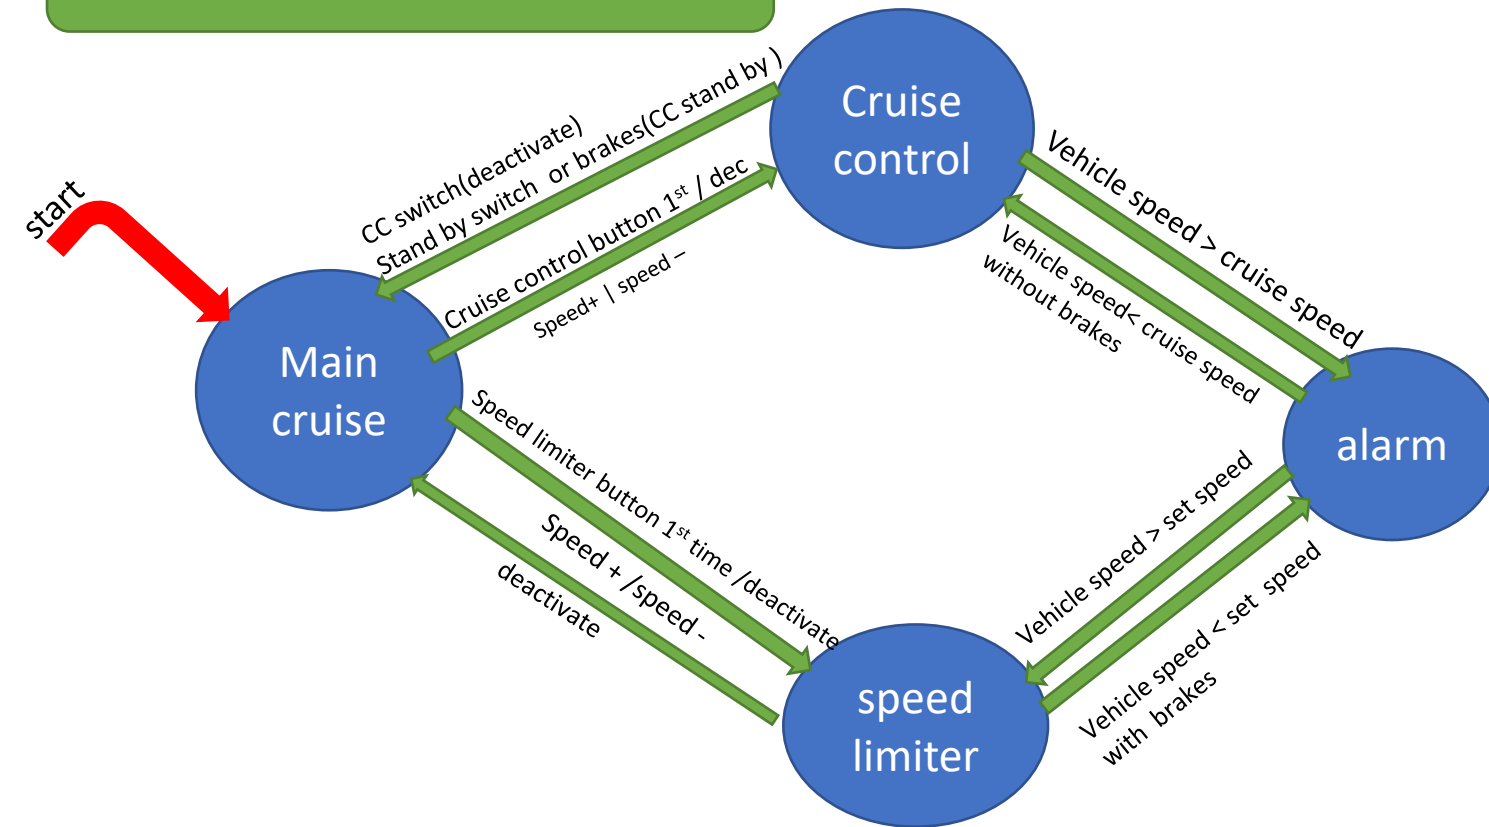 start
CC switch(deactivate)
Stand by switch or brakes(CC stand by )
Cruise control button 1st / dec
Speed+ | speed –
Cruise
control
Vehicle speed > cruise speed
Vehicle speed< cruise speed
without brakes
Main
cruise
alarm
Speed limiter button 1st time /deactivate
Speed + /speed -
deactivate
Vehicle speed > set speed
Vehicle speed < set speed
with brakes
speed
limiter